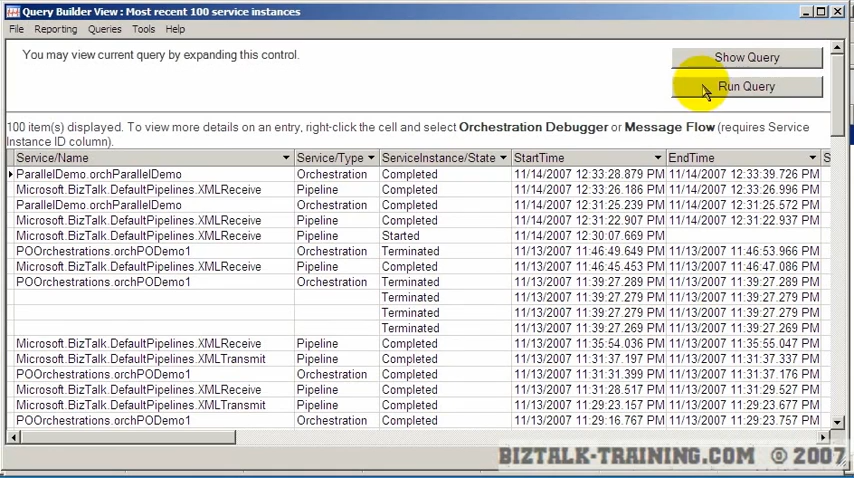 Query Builder View : Most recent 100 service instances
File Reporting Queries Tools Help
You may view current query by expanding this control.
Show Query
Run Query
100 item(s) displayed. To view more details on an entry, right-click the cell and select Orchestration Debugger or Message Flow (requires Service
Instance ID column).
Service/Name Service/Type ServiceInstance/State StartTime EndTime S
ParallelDemo.orchParallelDemo Orchestration Completed 11/14/2007 12:33:28.879 PM 11/14/2007 12:33:39.726 PM
Microsoft.BizTalk.DefaultPipelines.XMLReceive Pipeline Completed 11/14/2007 12:33:26.186 PM 11/14/2007 12:33:26.996 PM
ParallelDemo.orchParallelDemo Orchestration Completed 11/14/2007 12:31:25.239 PM 11/14/2007 12:31:25.572 PM
Microsoft.BizTalk.DefaultPipelines.XMLReceive Pipeline Completed 11/14/2007 12:31:22.907 PM 11/14/2007 12:31:22.937 PM
Microsoft.BizTalk.DefaultPipelines.XMLReceive Pipeline Started 11/14/2007 12:30:07.669 PM
POOrchestrations.orchPODemo1 Orchestration Terminated 11/13/2007 11:46:49.649 PM 11/13/2007 11:46:53.966 PM
Microsoft.BizTalk.DefaultPipelines.XMLReceive Pipeline Completed 11/13/2007 11:46:45.453 PM 11/13/2007 11:46:47.086 PM
POOrchestrations.orchPODemo1 Orchestration Terminated 11/13/2007 11:39:27.289 PM 11/13/2007 11:39:27.289 PM
Terminated 11/13/2007 11:39:27.279 PM 11/13/2007 11:39:27.279 PM
Terminated 11/13/2007 11:39:27.279 PM 11/13/2007 11:39:27.279 PM
Terminated 11/13/2007 11:39:27.269 PM 11/13/2007 11:39:27.269 PM
Microsoft.BizTalk.DefaultPipelines.XMLReceive Pipeline Completed 11/13/2007 11:35:54.036 PM 11/13/2007 11:35:55.047 PM
Microsoft.BizTalk.DefaultPipelines.XMLTransmit Pipeline Completed 11/13/2007 11:31:37.197 PM 11/13/2007 11:31:37.337 PM
POOrchestrations.orchPODemo1 Orchestration Completed 11/13/2007 11:31:31.399 PM 11/13/2007 11:31:37.176 PM
Microsoft.BizTalk.DefaultPipelines.XMLReceive Pipeline Completed 11/13/2007 11:31:28.517 PM 11/13/2007 11:31:29.527 PM
Microsoft.BizTalk.DefaultPipelines.XMLTransmit Pipeline Completed 11/13/2007 11:29:23.157 PM 11/13/2007 11:29:23.677 PM
POOrchestrations.orchPODemo1 Orchestration Completed 11/13/2007 11:29:16.767 PM 11/13/2007 11:29:23.757 PM
BIZTALK-TRAINING.COM © 2007